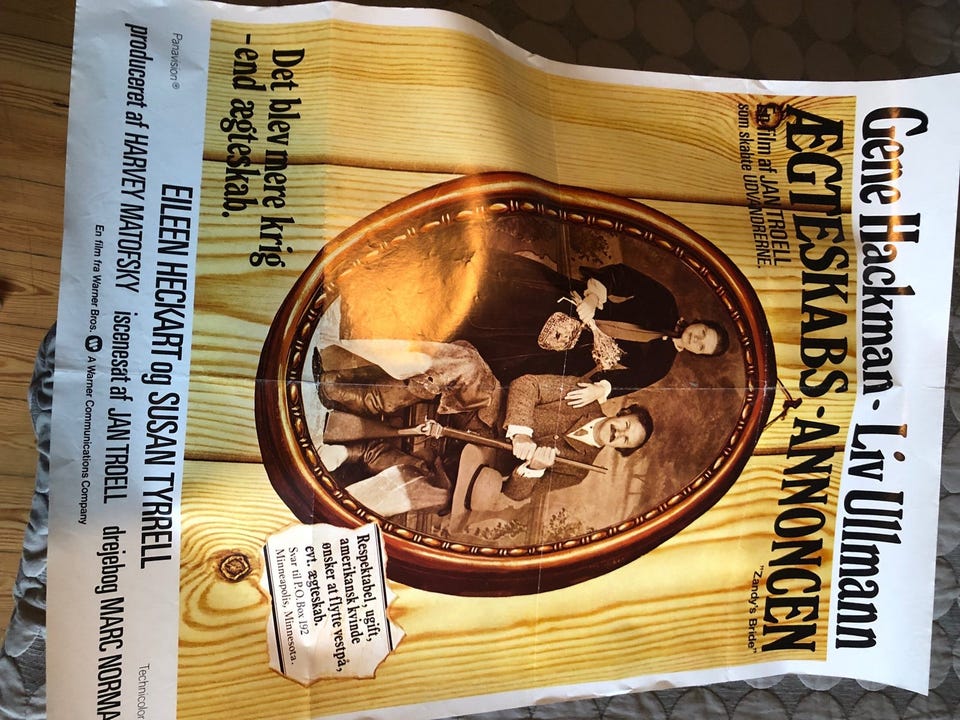 Gene Hackman · Liv Ullmann
ÆGTESKABS·ANNONCEN
"Zandy's Bride"
En film af JAN TROELL
som skabte UDVANDRERNE.
Det blev mere krig
-end ægteskab.
Respektapel, ugift,
amerikansk kvinde
ønsker at flytte vestpå,
evt. ægteskab.
Svar til P.O. Box 192
Minneapolis, Minnesota.
EILEEN HECKART og SUSAN TYRRELL
Panavision® Technicolor
produceret af HARVEY MATOFSKY iscenesat af JAN TROELL drejebog MARC NORMA
En film fra Warner Bros. A Warner Communications Company